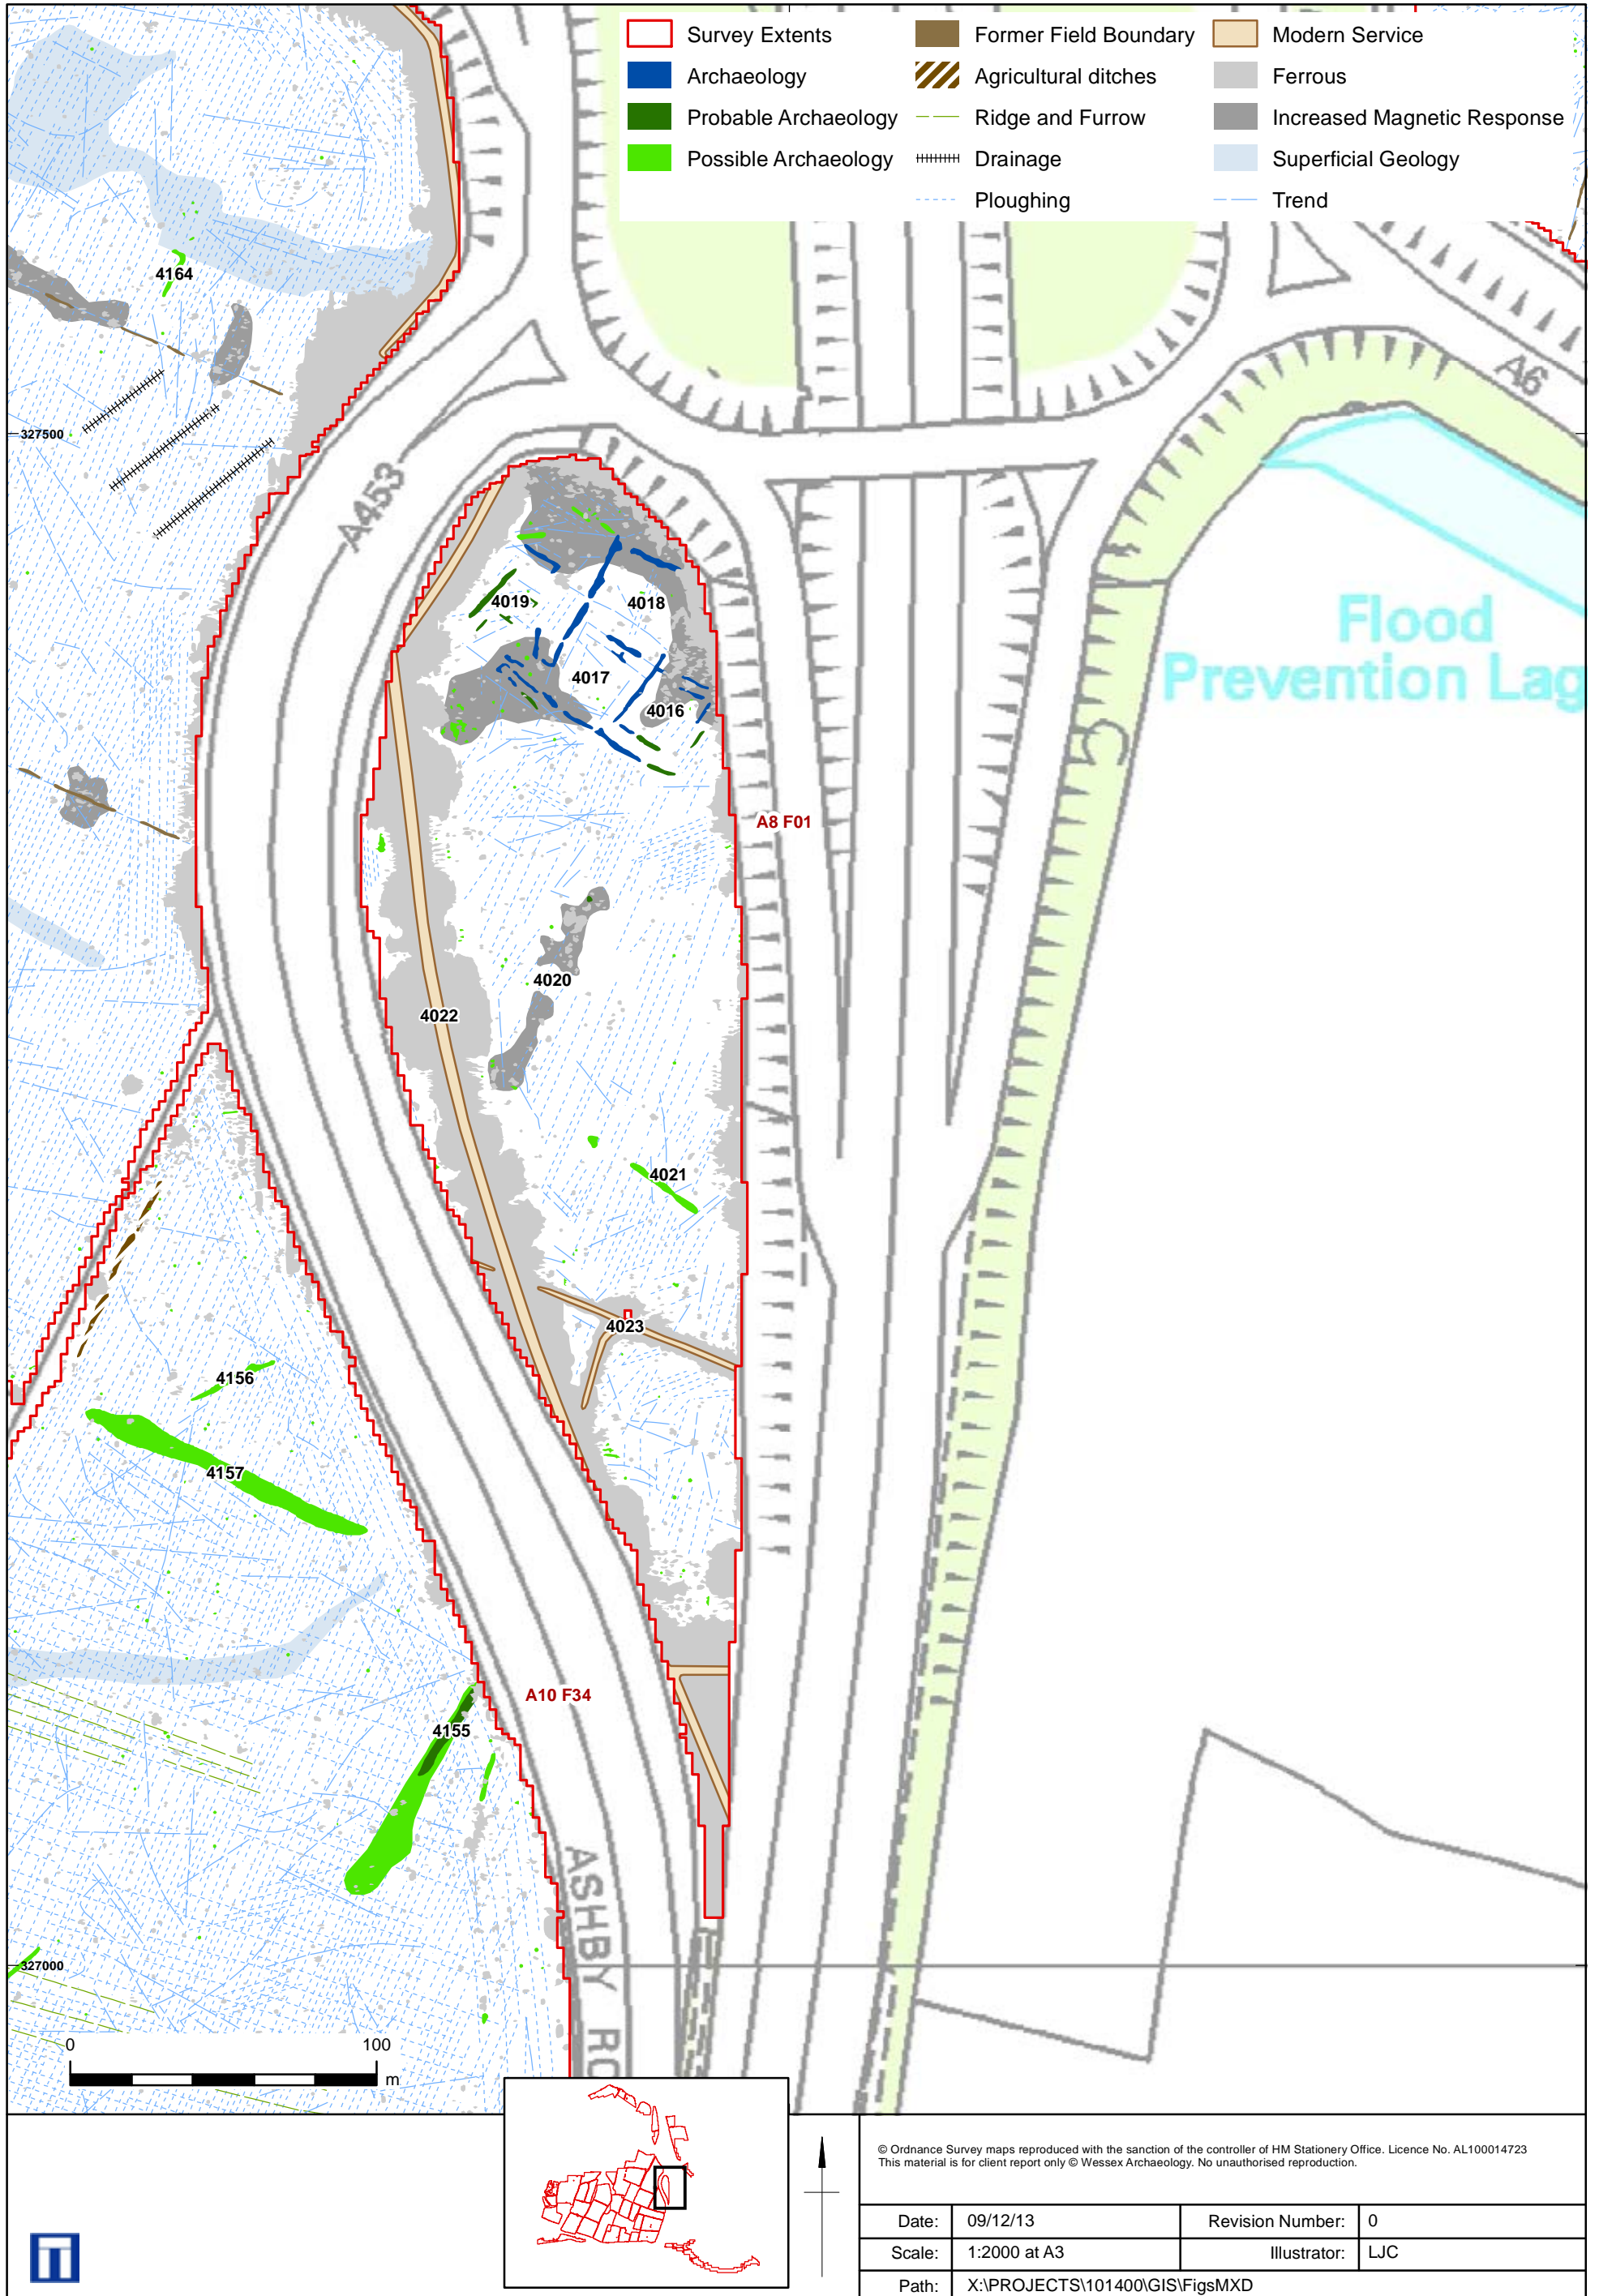 Survey Extents
Archaeology
Probable Archaeology
Possible Archaeology
Former Field Boundary
Agricultural ditches
Ridge and Furrow
Drainage
Ploughing
Modern Service
Ferrous
Increased Magnetic Response
Superficial Geology
Trend
4164
A6
327500
A453
4019
4018
Flood
Prevention Lag
4017
4016
A8 F01
4020
4022
4021
4023
4156
4157
A10 F34
4155
ASHBY RO
327000
0 100
m
© Ordnance Survey maps reproduced with the sanction of the controller of HM Stationery Office. Licence No. AL100014723
This material is for client report only © Wessex Archaeology. No unauthorised reproduction.
Date: 09/12/13 Revision Number: 0
Scale: 1:2000 at A3 Illustrator: LJC
Path: X:\PROJECTS\101400\GIS\FigsMXD